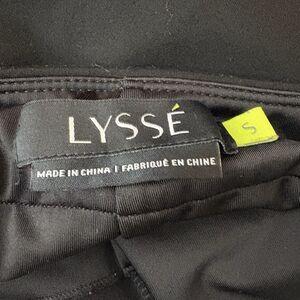 LYSSÉ
S
MADE IN CHINA | FABRIQUÉ EN CHINE